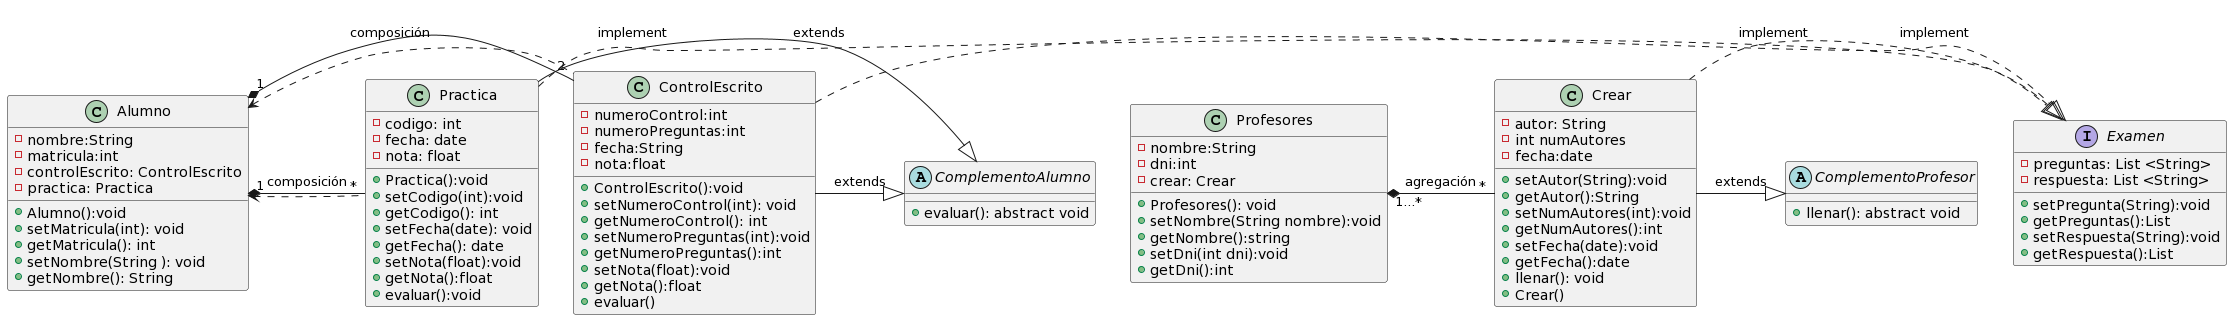 composición
implement
extends
implement
implement
1
2
C Alumno
nombre:String
matricula:int
controlEscrito: ControlEscrito
practica: Practica
Alumno():void
setMatricula(int): void
getMatricula(): int
setNombre(String ): void
getNombre(): String
1
composición
*
C Practica
codigo: int
fecha: date
nota: float
Practica():void
setCodigo(int):void
getCodigo(): int
setFecha(date): void
getFecha(): date
setNota(float):void
getNota():float
evaluar():void
C ControlEscrito
numeroControl:int
numeroPreguntas:int
fecha:String
nota:float
ControlEscrito():void
setNumeroControl(int): void
getNumeroControl(): int
setNumeroPreguntas(int):void
getNumeroPreguntas():int
setNota(float):void
getNota():float
evaluar()
extends
A ComplementoAlumno
evaluar(): abstract void
C Profesores
nombre:String
dni:int
crear: Crear
Profesores(): void
setNombre(String nombre):void
getNombre():string
setDni(int dni):void
getDni():int
agregación
*
1...*
C Crear
autor: String
int numAutores
fecha:date
setAutor(String):void
getAutor():String
setNumAutores(int):void
getNumAutores():int
setFecha(date):void
getFecha():date
llenar(): void
Crear()
extends
A ComplementoProfesor
llenar(): abstract void
I Examen
preguntas: List <String>
respuesta: List <String>
setPregunta(String):void
getPreguntas():List
setRespuesta(String):void
getRespuesta():List